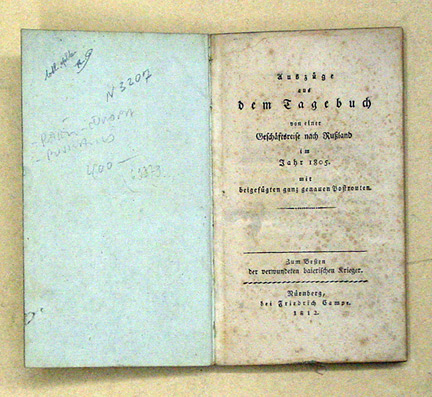 N 3207
400—
Auszüge
aus
dem Tagebuch
von einer
Geschäftsreise nach Rußland
im
Jahr 1805.
mit
beigefügten ganz genauen Postrouten.
Zum Besten
der verwundeten baierischen Krieger.
Nürnberg,
bei Friedrich Campe,
1812.